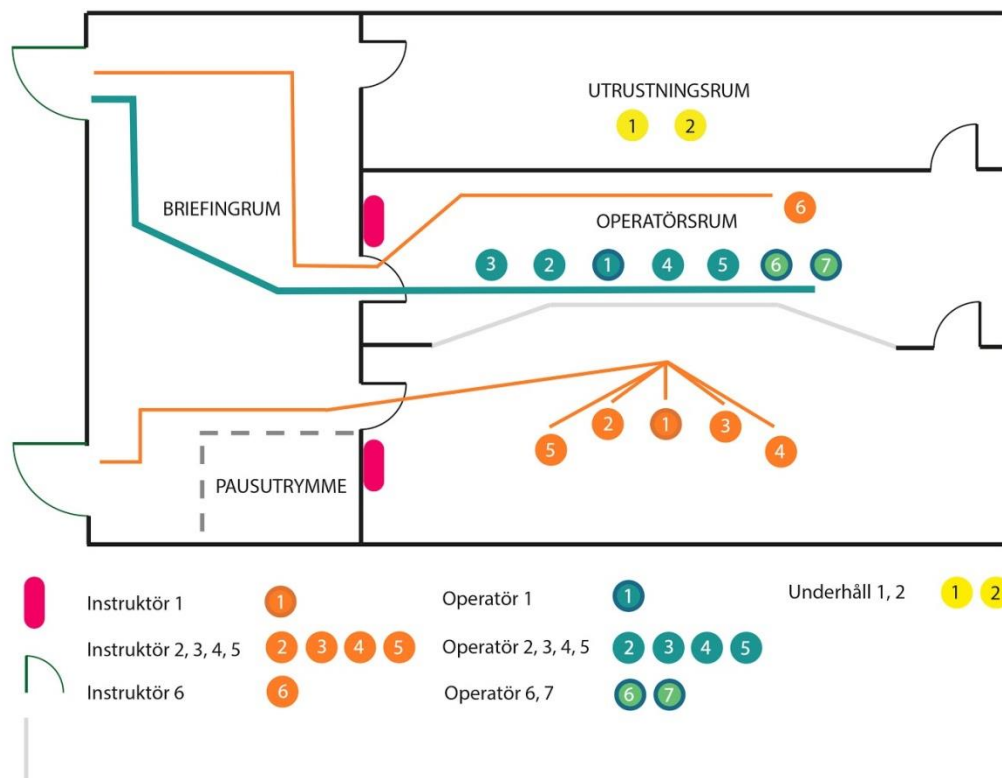 UTRUSTNINGSRUM
1 2
BRIEFINGRUM
6
OPERATÖRSRUM
3 2 1 4 5 6 7
1
2 3
5 4
PAUSUTRYMME
Instruktör 1 1 Operatör 1 1 Underhåll 1, 2 1 2
Instruktör 2, 3, 4, 5 2 3 4 5 Operatör 2, 3, 4, 5 2 3 4 5
Instruktör 6 6 Operatör 6, 7 6 7